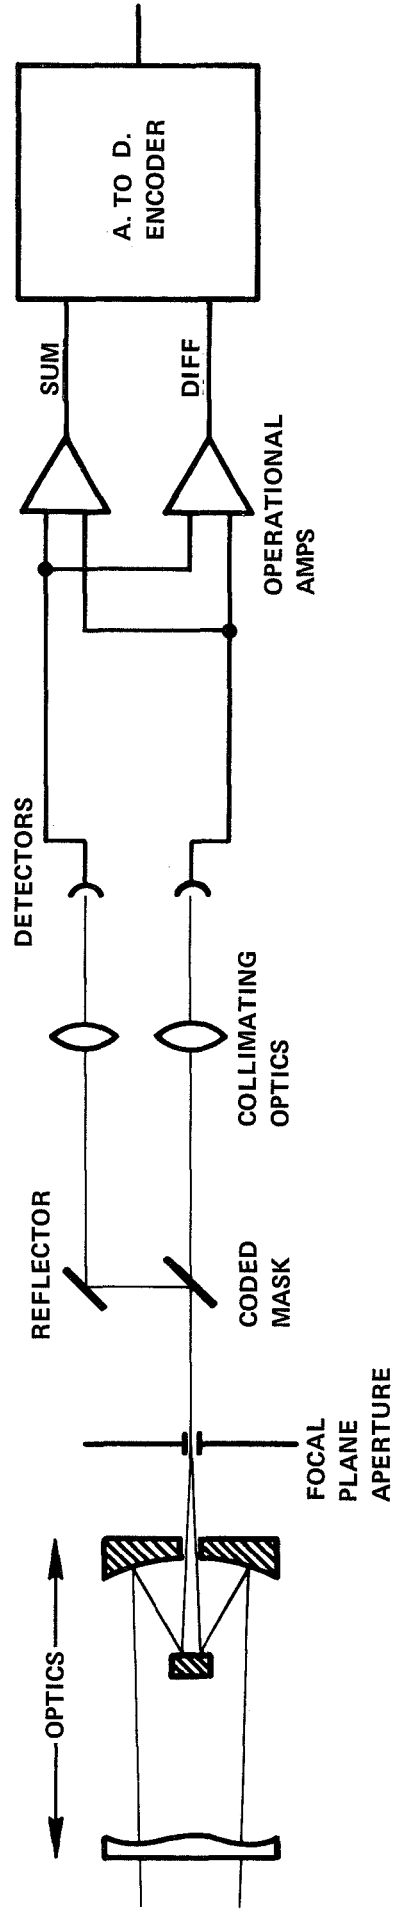 OPTICS
FOCAL
PLANE
APERTURE
REFLECTOR
CODED
MASK
COLLIMATING
OPTICS
DETECTORS
OPERATIONAL
AMPS
SUM
DIFF
A. TO D.
ENCODER